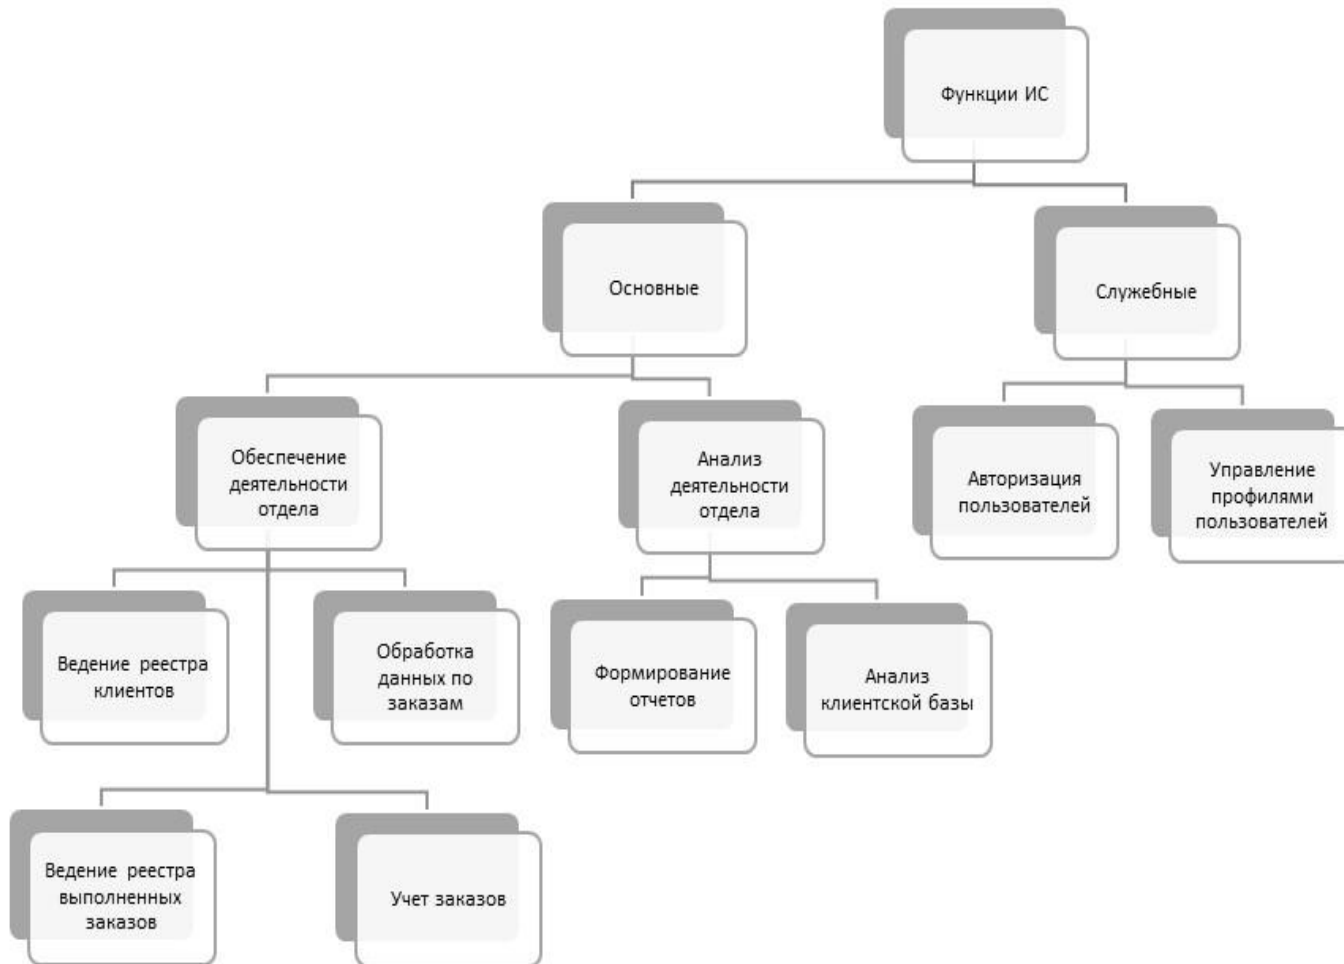 Функции ИС
Основные
Служебные
Обеспечение
деятельности
отдела
Анализ
деятельности
отдела
Авторизация
пользователей
Управление
профилями
пользователей
Ведение реестра
клиентов
Обработка
данных по
заказам
Формирование
отчетов
Анализ
клиентской базы
Ведение реестра
выполненных
заказов
Учет заказов